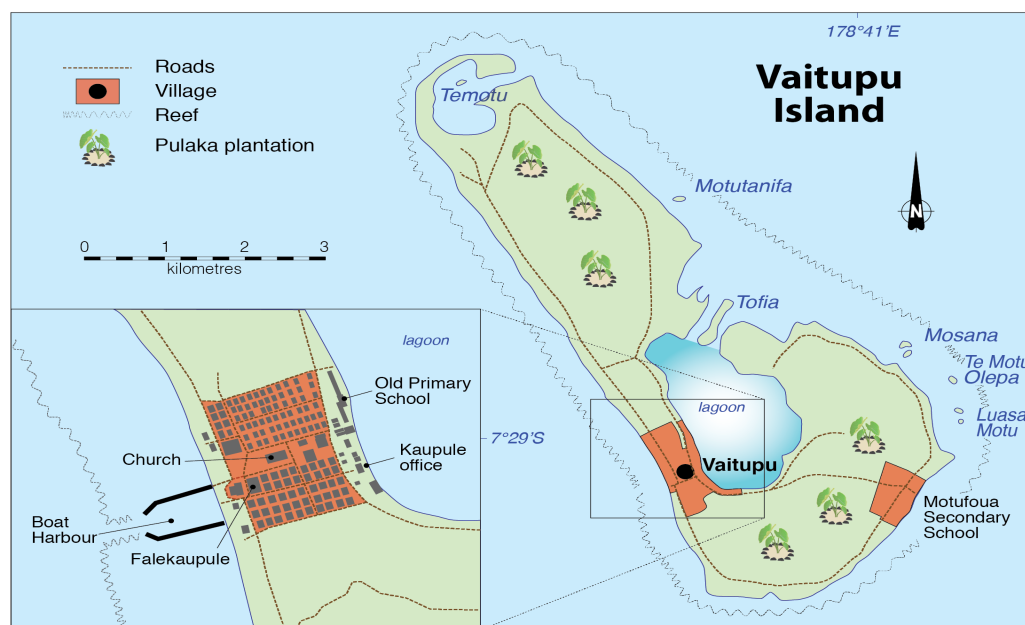 178°41'E
Vaitupu
Island
Roads
Village
Reef
Pulaka plantation
0 1 2 3
kilometres
N
Temotu
Motutanifa
Tofia
Mosana
Te Motu
Olepa
Luasa
Motu
lagoon
7°29'S
Vaitupu
Motufoua
Secondary
School
lagoon
Old Primary
School
Kaupule
office
Church
Boat
Harbour
Falekaupule